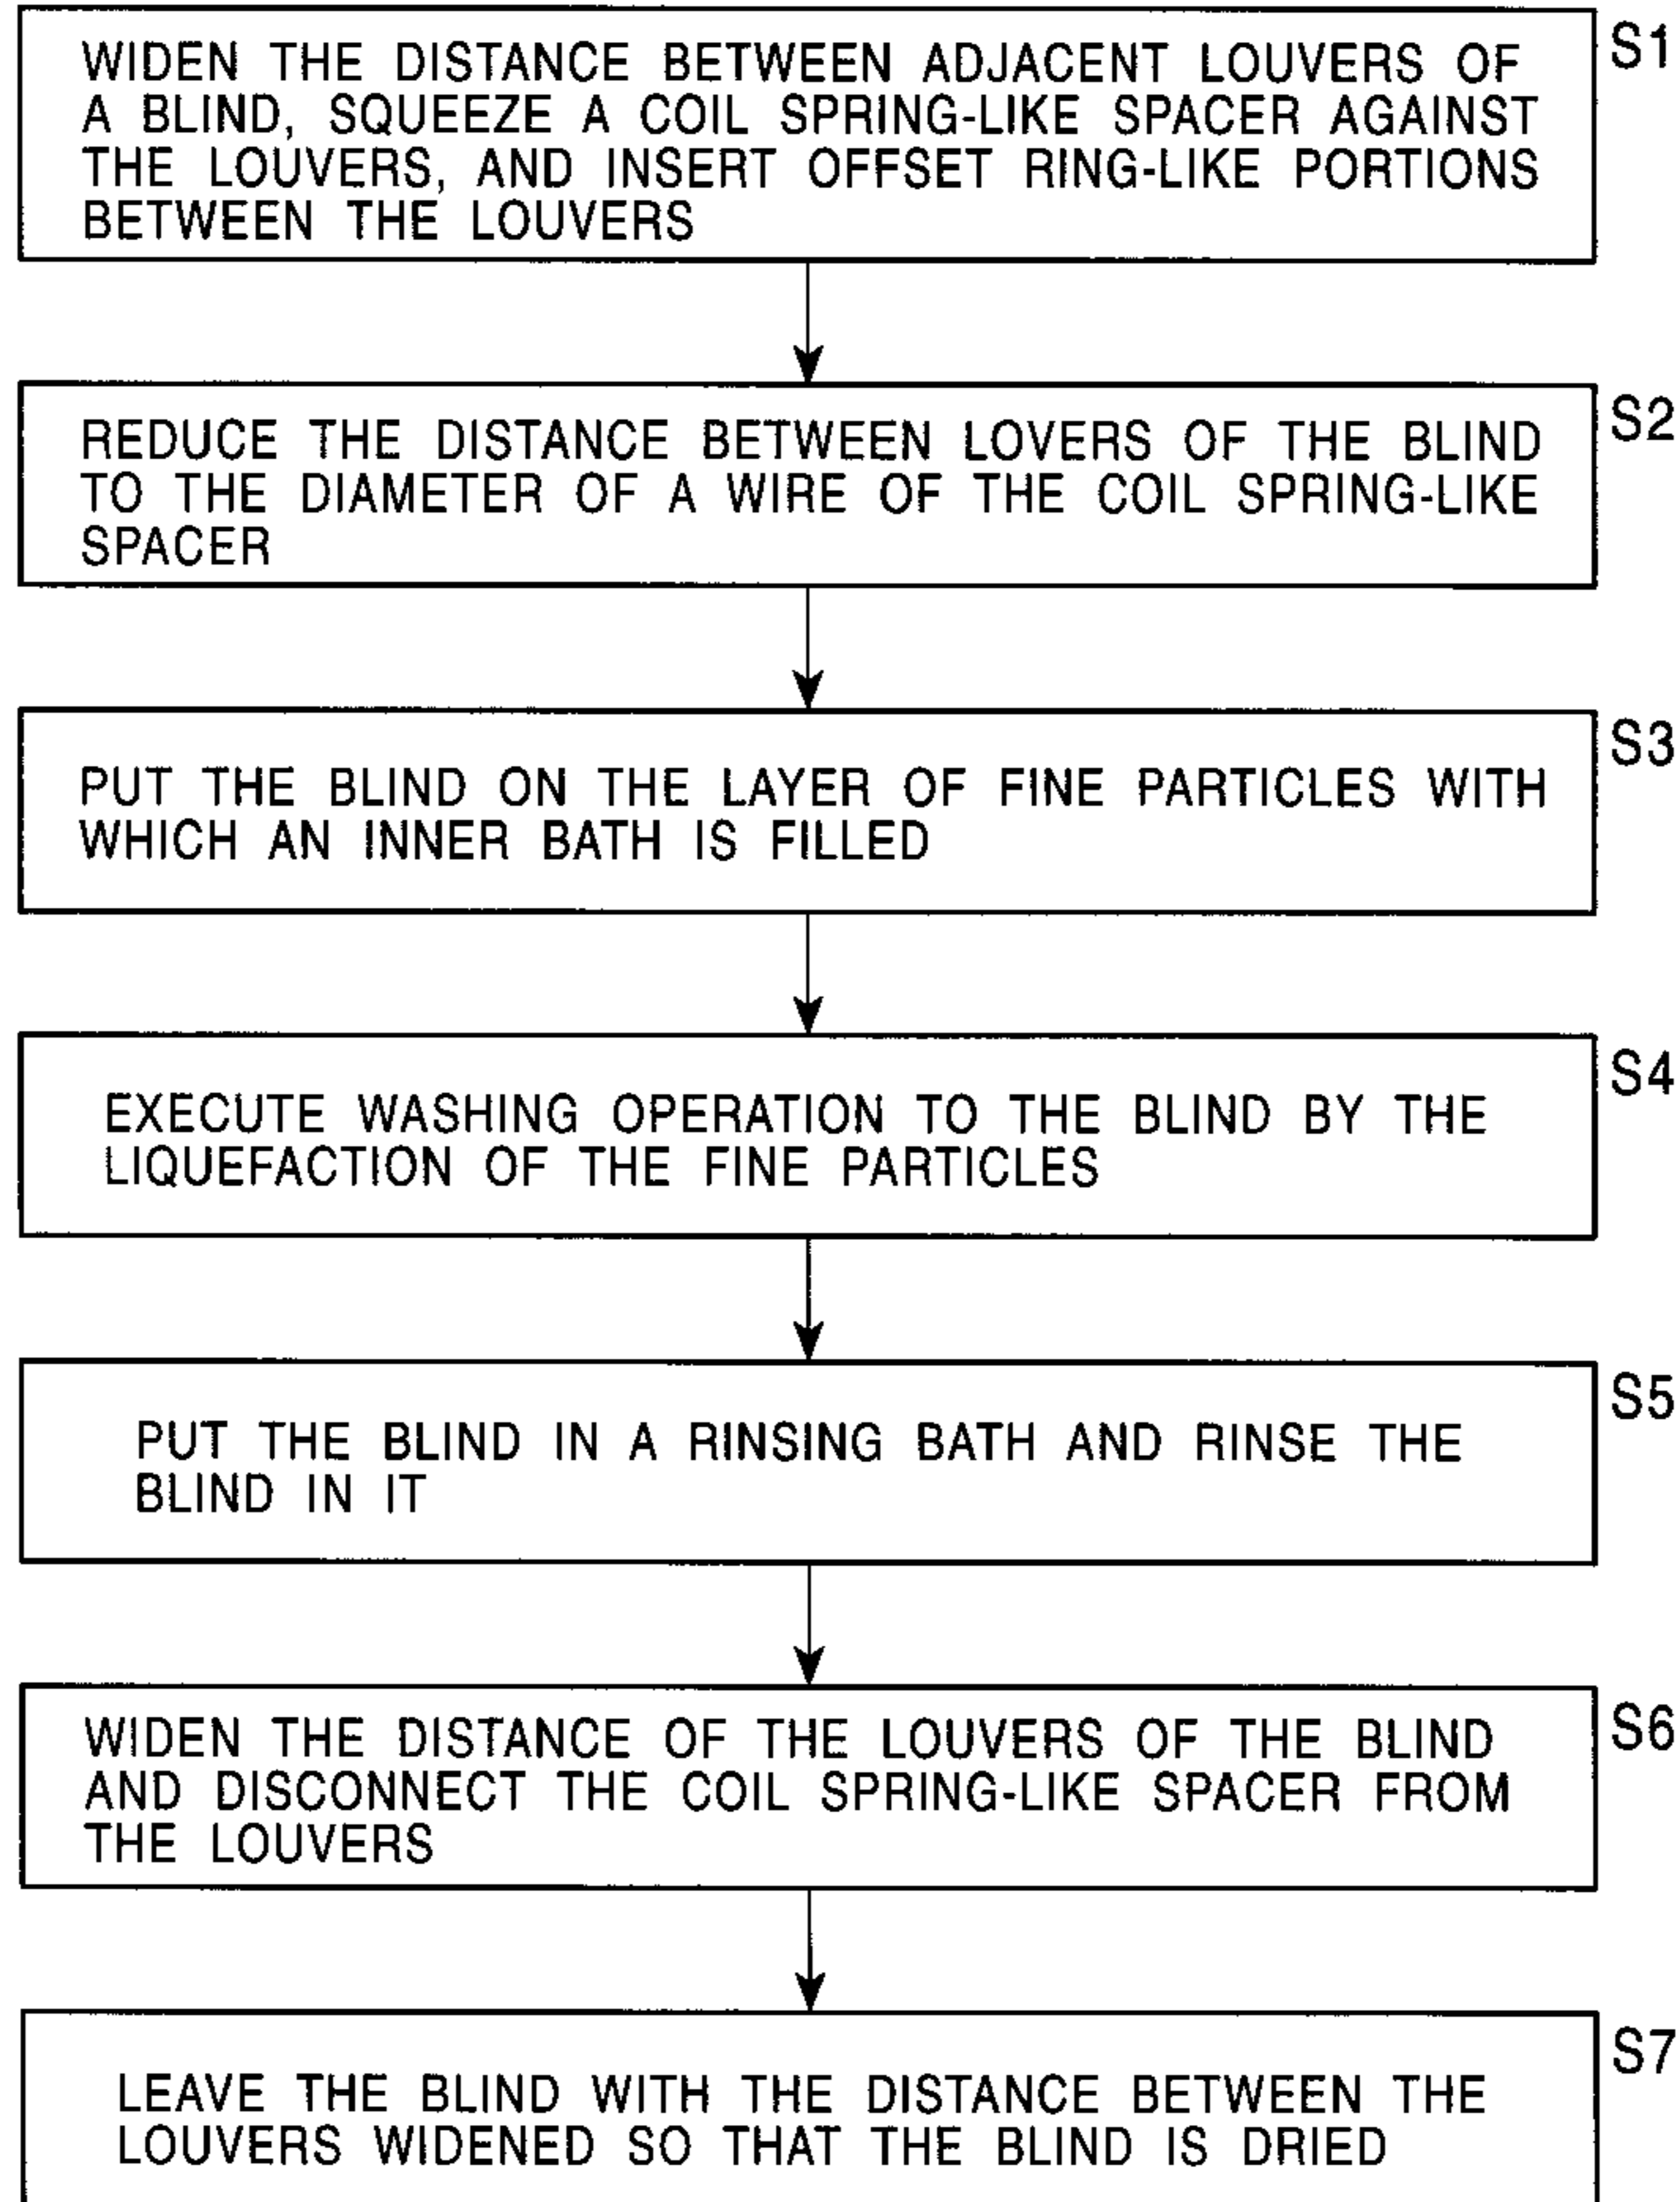 S1
WIDEN THE DISTANCE BETWEEN ADJACENT LOUVERS OF
A BLIND, SQUEEZE A COIL SPRING-LIKE SPACER AGAINST
THE LOUVERS, AND INSERT OFFSET RING-LIKE PORTIONS
BETWEEN THE LOUVERS
S2
REDUCE THE DISTANCE BETWEEN LOVERS OF THE BLIND
TO THE DIAMETER OF A WIRE OF THE COIL SPRING-LIKE
SPACER
S3
PUT THE BLIND ON THE LAYER OF FINE PARTICLES WITH
WHICH AN INNER BATH IS FILLED
S4
EXECUTE WASHING OPERATION TO THE BLIND BY THE
LIQUEFACTION OF THE FINE PARTICLES
S5
PUT THE BLIND IN A RINSING BATH AND RINSE THE
BLIND IN IT
S6
WIDEN THE DISTANCE OF THE LOUVERS OF THE BLIND
AND DISCONNECT THE COIL SPRING-LIKE SPACER FROM
THE LOUVERS
S7
LEAVE THE BLIND WITH THE DISTANCE BETWEEN THE
LOUVERS WIDENED SO THAT THE BLIND IS DRIED